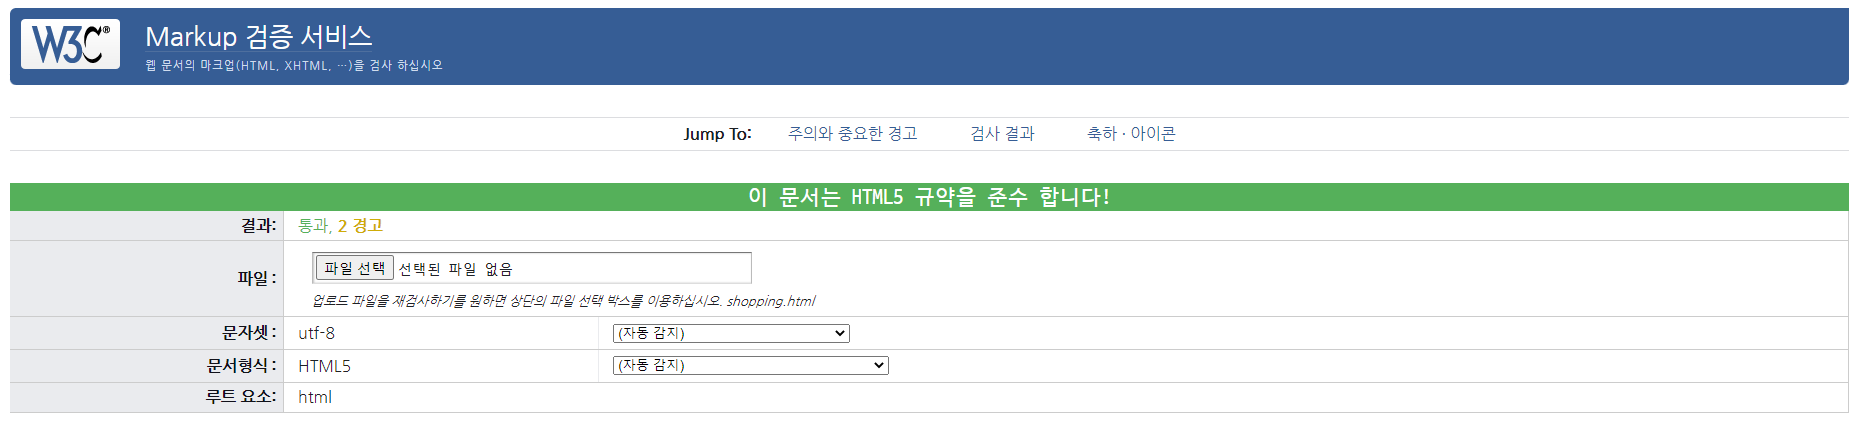 W3C®
Markup 검증 서비스
웹 문서의 마크업(HTML, XHTML, …)을 검사 하십시오
Jump To: 주의와 중요한 경고 검사 결과 축하 · 아이콘
이 문서는 HTML5 규약을 준수 합니다!
결과: 통과, 2 경고
파일 : 파일 선택 선택된 파일 없음
업로드 파일을 재검사하기를 원하면 상단의 파일 선택 박스를 이용하십시오. shopping.html
문자셋 : utf-8 (자동 감지)
문서형식 : HTML5 (자동 감지)
루트 요소: html